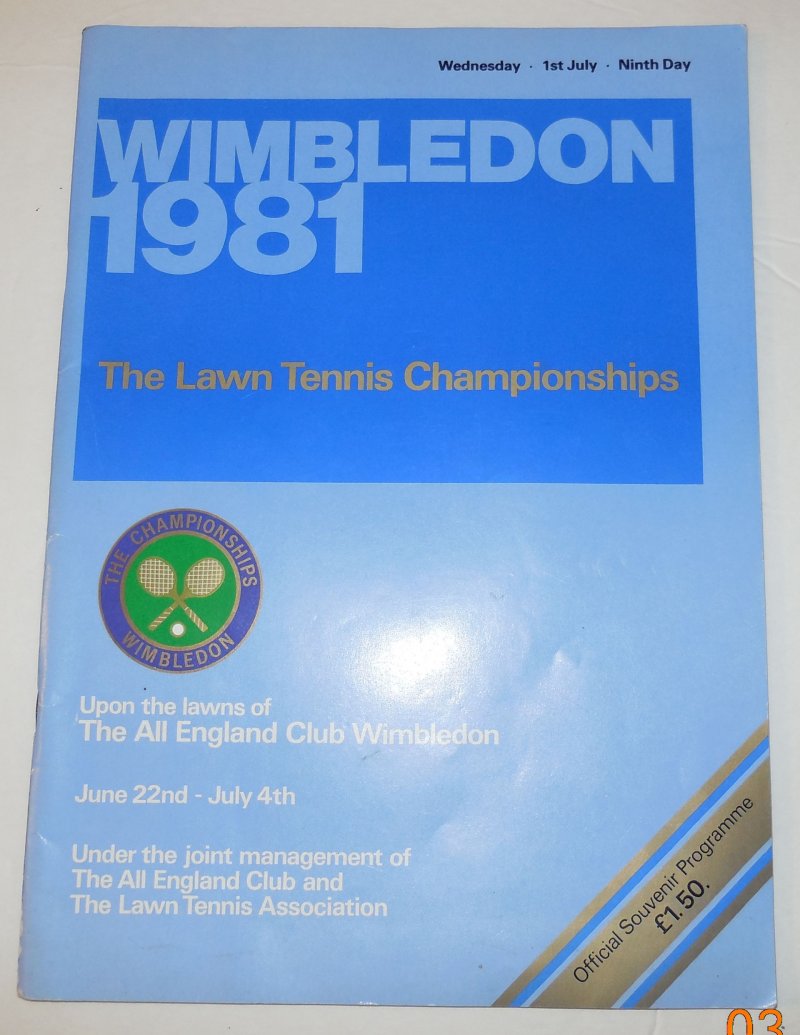 Wednesday · 1st July · Ninth Day
WIMBLEDON
1981
The Lawn Tennis Championships
THE CHAMPIONSHIPS
WIMBLEDON
Upon the lawns of
The All England Club Wimbledon
June 22nd - July 4th
Under the joint management of
The All England Club and
The Lawn Tennis Association
Official Souvenir Programme
£1.50.
03